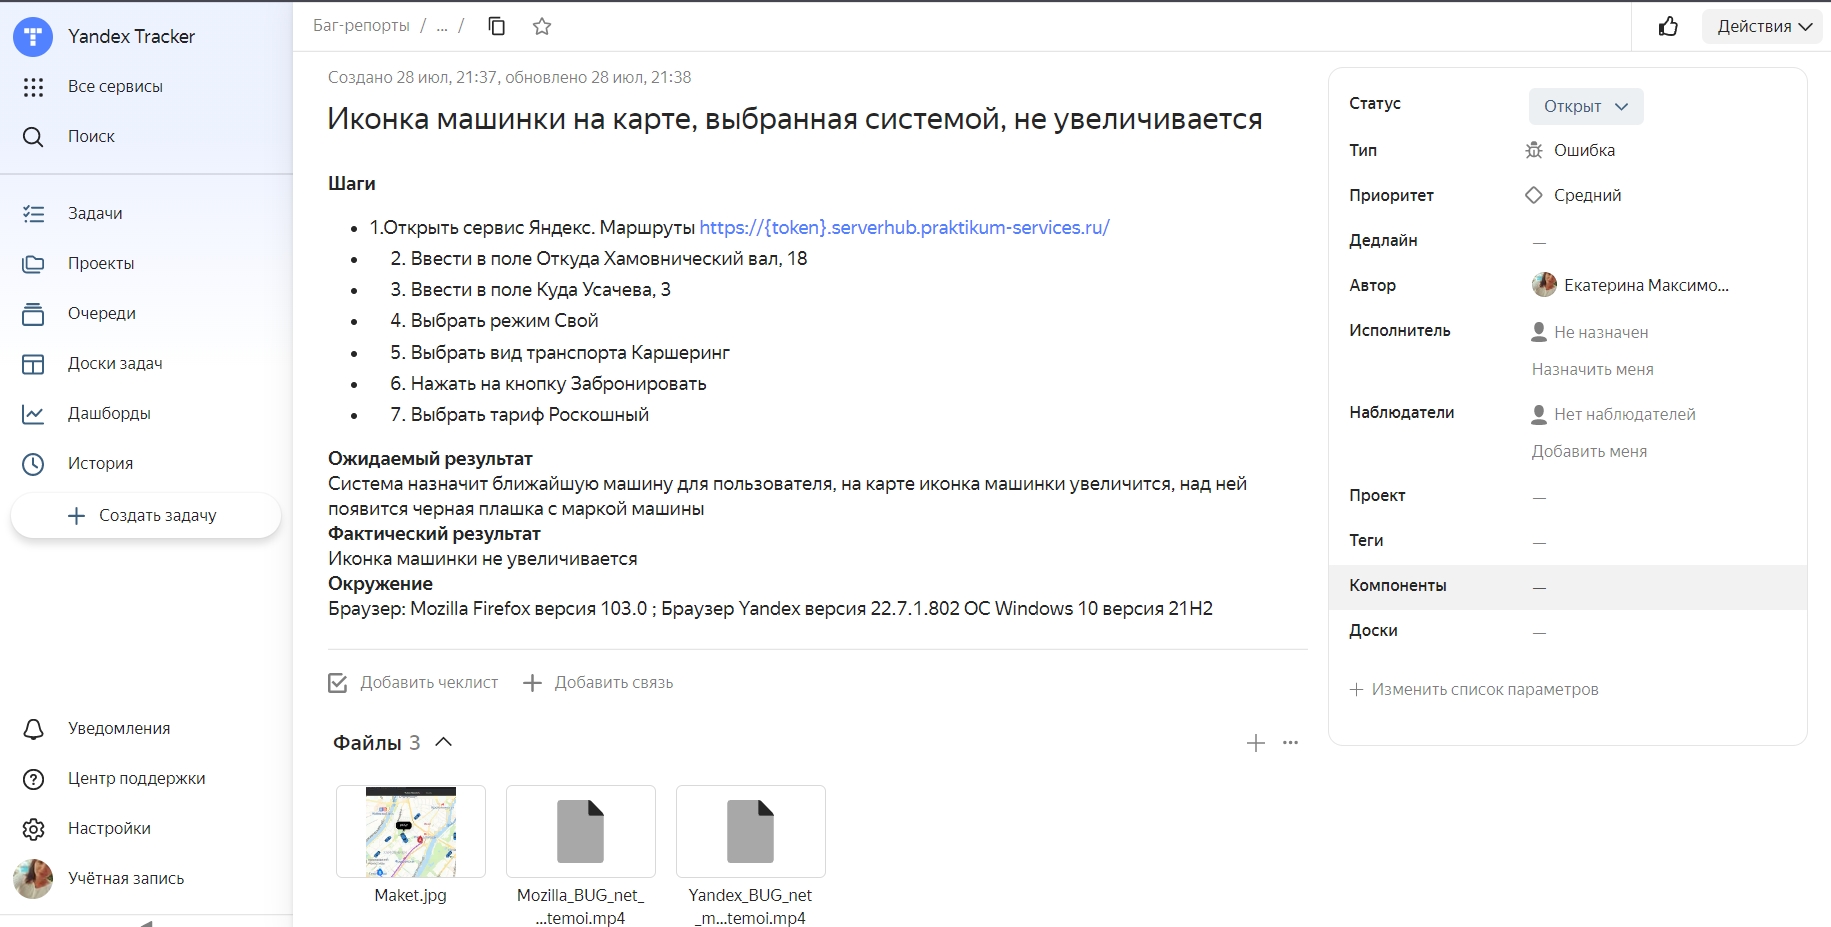 Yandex Tracker
Все сервисы
Поиск
Задачи
Проекты
Очереди
Доски задач
Дашборды
История
Создать задачу
Уведомления
Центр поддержки
Настройки
Учётная запись
Баг-репорты / ... /
Действия
Создано 28 июл, 21:37, обновлено 28 июл, 21:38
Иконка машинки на карте, выбранная системой, не увеличивается
Шаги
• 1.Открыть сервис Яндекс. Маршруты https://{token}.serverhub.praktikum-services.ru/
• 2. Ввести в поле Откуда Хамовнический вал, 18
• 3. Ввести в поле Куда Усачева, 3
• 4. Выбрать режим Свой
• 5. Выбрать вид транспорта Каршеринг
• 6. Нажать на кнопку Забронировать
• 7. Выбрать тариф Роскошный
Ожидаемый результат
Система назначит ближайшую машину для пользователя, на карте иконка машинки увеличится, над ней
появится черная плашка с маркой машины
Фактический результат
Иконка машинки не увеличивается
Окружение
Браузер: Mozilla Firefox версия 103.0 ; Браузер Yandex версия 22.7.1.802 ОС Windows 10 версия 21H2
Добавить чеклист
Добавить связь
Файлы 3
Maket.jpg
Mozilla_BUG_net_
...temoi.mp4
Yandex_BUG_net
_m...temoi.mp4
Статус Открыт
Тип Ошибка
Приоритет Средний
Дедлайн —
Автор Екатерина Максимо...
Исполнитель Не назначен
Назначить меня
Наблюдатели Нет наблюдателей
Добавить меня
Проект —
Теги —
Компоненты —
Доски —
Изменить список параметров